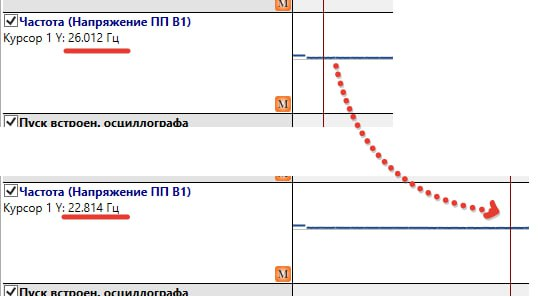 Частота (Напряжение ПП В1)
Курсор 1 Y: 26.012 Гц
М
Пуск встроен. осциллографа
Частота (Напряжение ПП В1)
Курсор 1 Y: 22.814 Гц
М
Пуск встроен. осциллографа